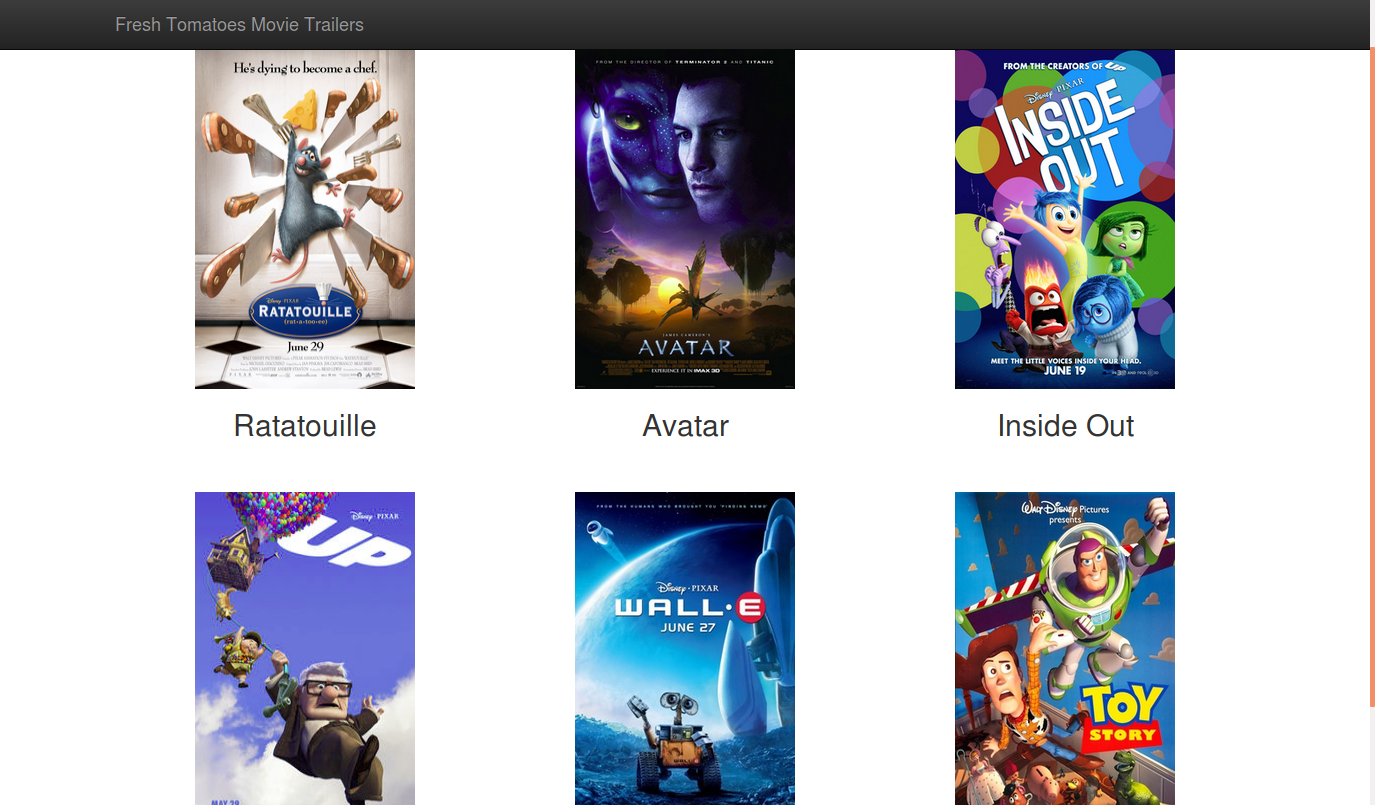 Fresh Tomatoes Movie Trailers
He's dying to become a chef.
Disney · PIXAR
RATATOUILLE
(rat·a·too·ee)
June 29
FROM THE DIRECTOR OF TERMINATOR 2 AND TITANIC
JAMES CAMERON'S
AVATAR
EXPERIENCE IT IN IMAX 3D
FROM THE CREATORS OF UP
Disney · PIXAR
INSIDE
OUT
MEET THE LITTLE VOICES INSIDE YOUR HEAD.
JUNE 19
Ratatouille
Avatar
Inside Out
Disney · PIXAR
UP
MAY 29
FROM THE HUMANS WHO BROUGHT YOU 'FINDING NEMO'
Disney · PIXAR
WALL·E
JUNE 27
WALT DISNEY Pictures
presents
TOY
STORY